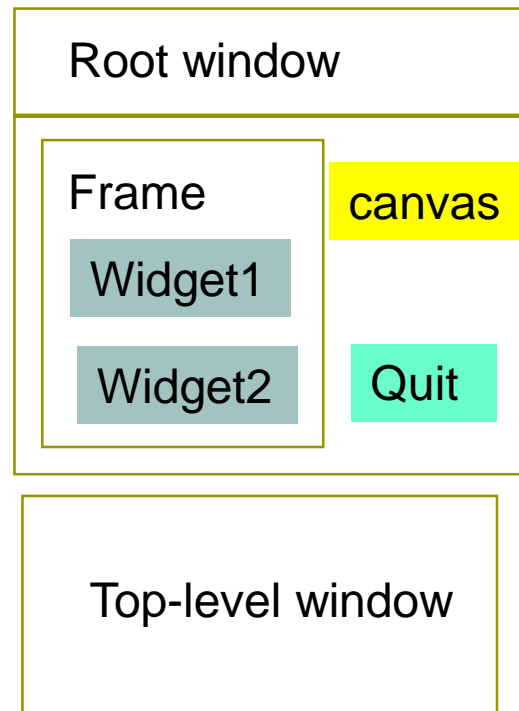 Root window
Frame
canvas
Widget1
Widget2
Quit
Top-level window